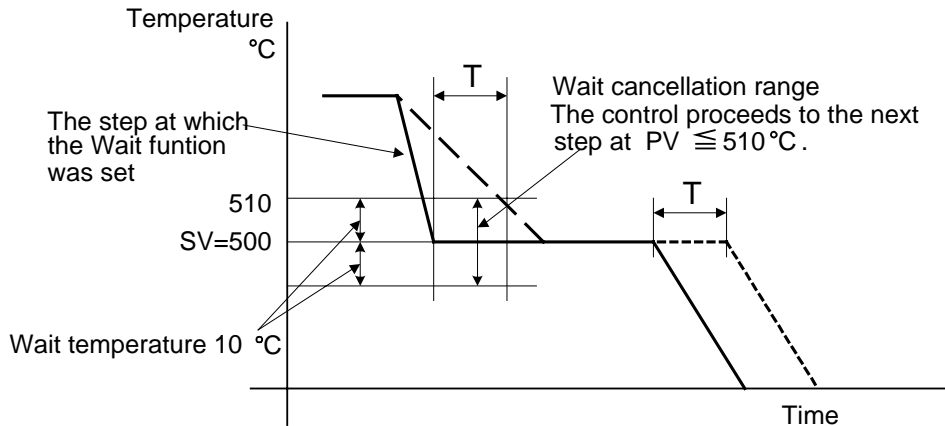 Temperature
°C
T
Wait cancellation range
The control proceeds to the next
step at PV ≦ 510 °C .
The step at which
the Wait funtion
was set
T
510
SV=500
Wait temperature 10 °C
Time